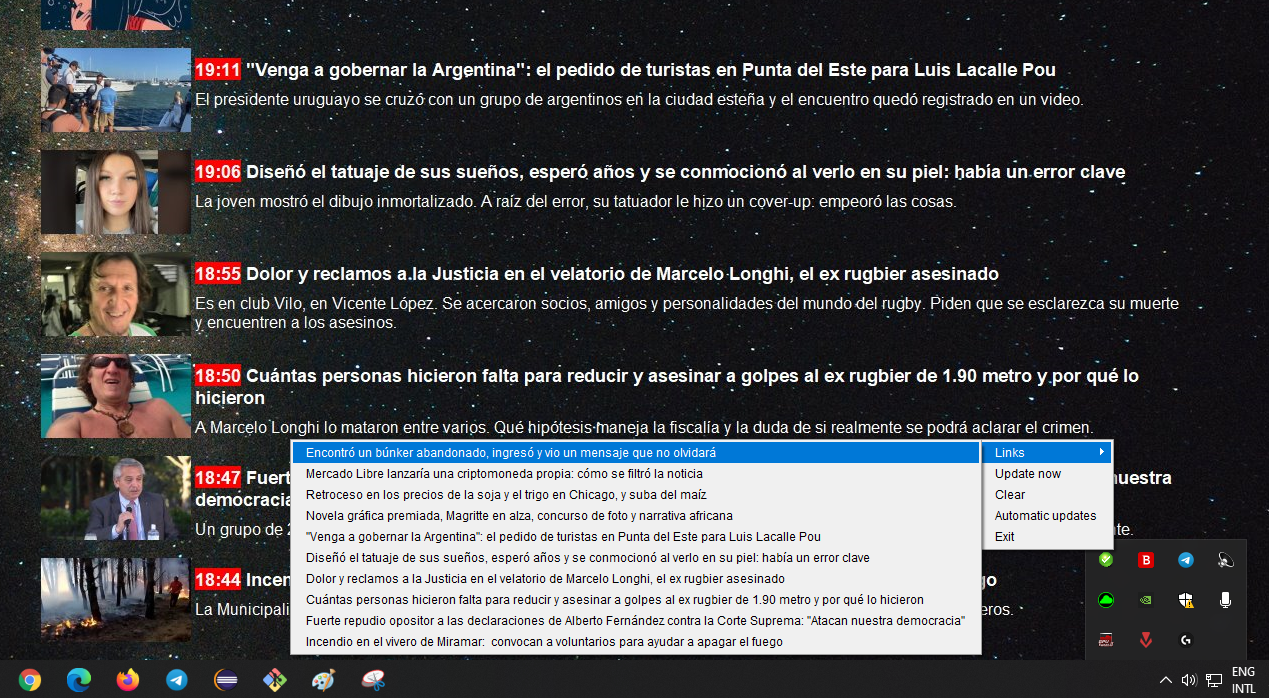 19:11 "Venga a gobernar la Argentina": el pedido de turistas en Punta del Este para Luis Lacalle Pou
El presidente uruguayo se cruzó con un grupo de argentinos en la ciudad esteña y el encuentro quedó registrado en un video.
19:06 Diseñó el tatuaje de sus sueños, esperó años y se conmocionó al verlo en su piel: había un error clave
La joven mostró el dibujo inmortalizado. A raíz del error, su tatuador le hizo un cover-up: empeoró las cosas.
18:55 Dolor y reclamos a la Justicia en el velatorio de Marcelo Longhi, el ex rugbier asesinado
Es en club Vilo, en Vicente López. Se acercaron socios, amigos y personalidades del mundo del rugby. Piden que se esclarezca su muerte
y encuentren a los asesinos.
18:50 Cuántas personas hicieron falta para reducir y asesinar a golpes al ex rugbier de 1.90 metro y por qué lo
hicieron
A Marcelo Longhi lo mataron entre varios. Qué hipótesis maneja la fiscalía y la duda de si realmente se podrá aclarar el crimen.
18:47 Fuert
nuestra
democracia
Un grupo de 2
nte.
18:44 Incen
go
La Municipali
eros.
Encontró un búnker abandonado, ingresó y vio un mensaje que no olvidará
Mercado Libre lanzaría una criptomoneda propia: cómo se filtró la noticia
Retroceso en los precios de la soja y el trigo en Chicago, y suba del maíz
Novela gráfica premiada, Magritte en alza, concurso de foto y narrativa africana
"Venga a gobernar la Argentina": el pedido de turistas en Punta del Este para Luis Lacalle Pou
Diseñó el tatuaje de sus sueños, esperó años y se conmocionó al verlo en su piel: había un error clave
Dolor y reclamos a la Justicia en el velatorio de Marcelo Longhi, el ex rugbier asesinado
Cuántas personas hicieron falta para reducir y asesinar a golpes al ex rugbier de 1.90 metro y por qué lo hicieron
Fuerte repudio opositor a las declaraciones de Alberto Fernández contra la Corte Suprema: "Atacan nuestra democracia"
Incendio en el vivero de Miramar: convocan a voluntarios para ayudar a apagar el fuego
Links
Update now
Clear
Automatic updates
Exit
B
ENG
INTL